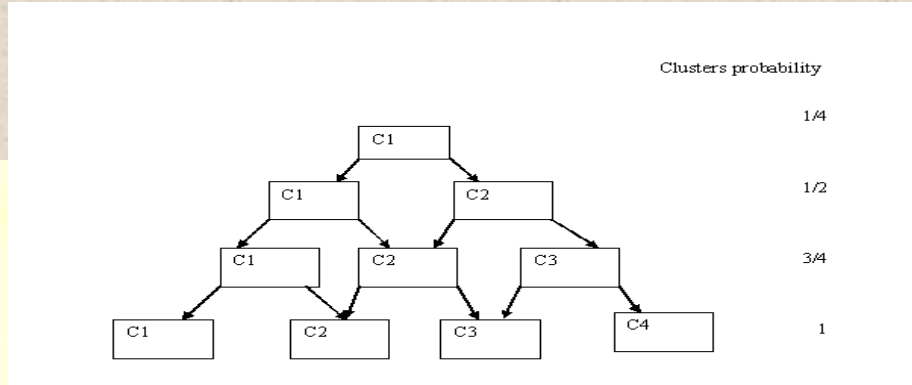 Clusters probability
1/4
C1
1/2
C1 C2
C1 C2 C3 3/4
C1 C2 C3 C4 1